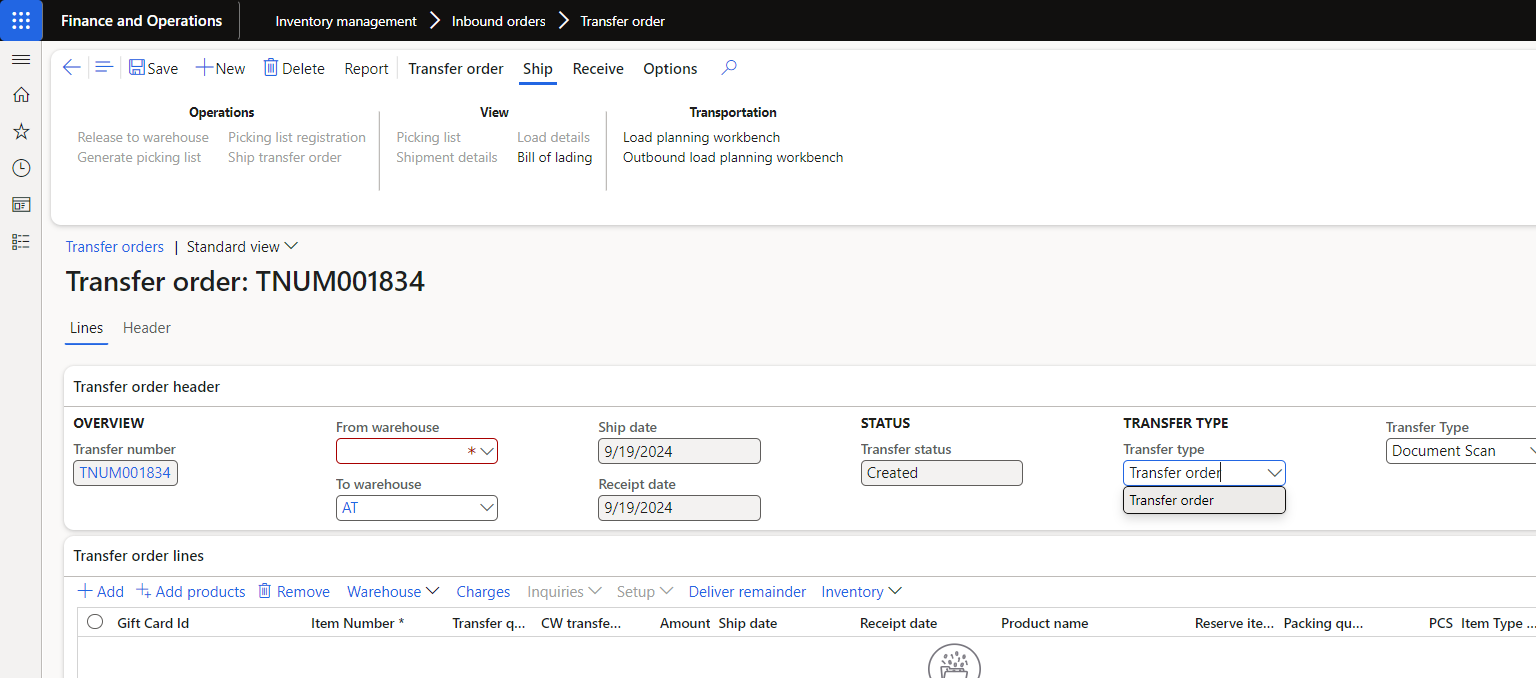 Finance and Operations
Inventory management Inbound orders Transfer order
Save New Delete Report Transfer order Ship Receive Options
Operations
Release to warehouse Picking list registration
Generate picking list Ship transfer order
View
Picking list Load details
Shipment details Bill of lading
Transportation
Load planning workbench
Outbound load planning workbench
Transfer orders | Standard view
Transfer order: TNUM001834
Lines Header
Transfer order header
OVERVIEW
Transfer number
TNUM001834
From warehouse
*
To warehouse
AT
Ship date
9/19/2024
Receipt date
9/19/2024
STATUS
Transfer status
Created
TRANSFER TYPE
Transfer type
Transfer order
Transfer order
Transfer Type
Document Scan
Transfer order lines
Add Add products Remove Warehouse Charges Inquiries Setup Deliver remainder Inventory
Gift Card Id Item Number * Transfer q... CW transfe... Amount Ship date Receipt date Product name Reserve ite... Packing qu... PCS Item Type ...